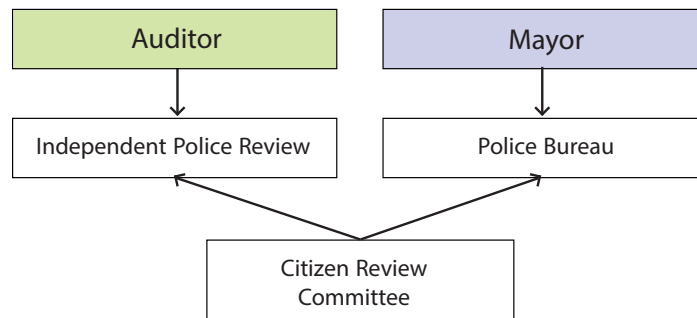 Auditor
Mayor
Independent Police Review
Police Bureau
Citizen Review
Committee